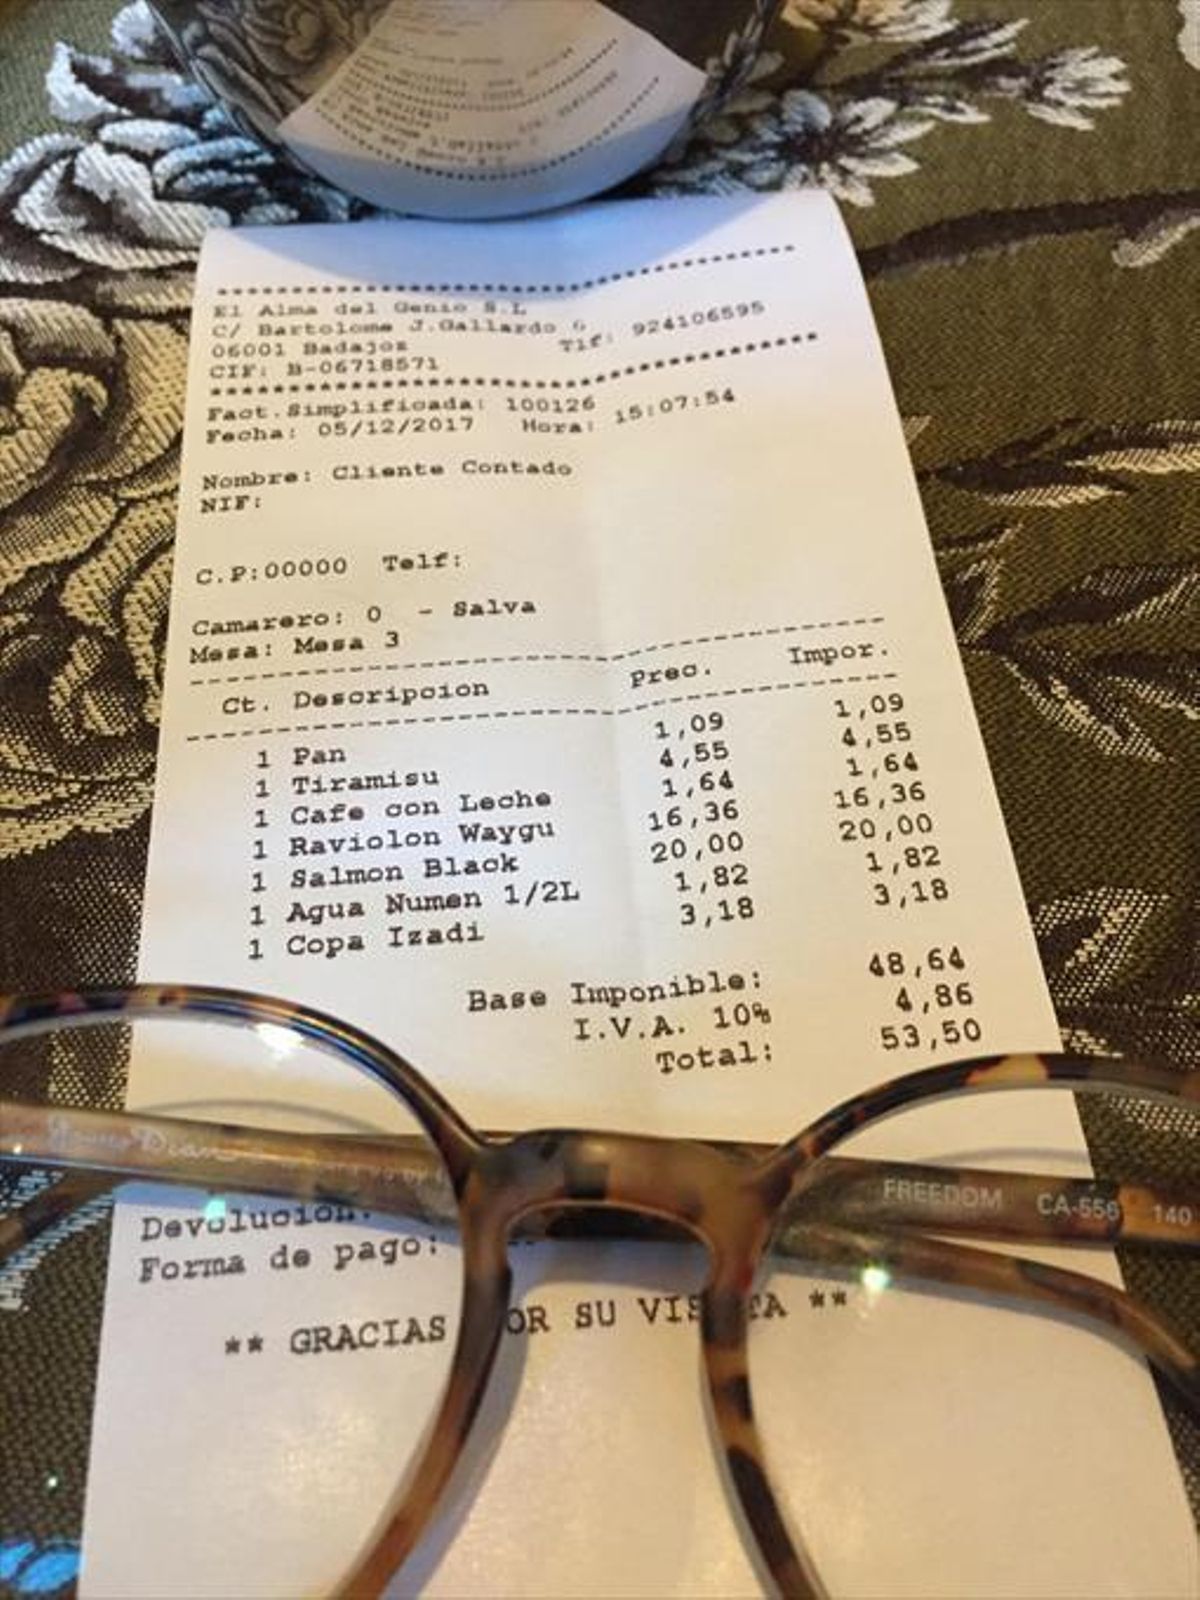 ****************************************
El Alma del Genio S.L
C/ Bartolome J.Gallardo 6
06001 Badajoz Tlf: 924106595
CIF: B-06718571
****************************************
Fact.Simplificada: 100126
Fecha: 05/12/2017 Hora: 15:07:54
Nombre: Cliente Contado
NIF:
C.P:00000 Telf:
Camarero: 0 - Salva
Mesa: Mesa 3
Ct. Descripcion Prec. Impor.
1 Pan 1,09 1,09
1 Tiramisu 4,55 4,55
1 Cafe con Leche 1,64 1,64
1 Raviolon Waygu 16,36 16,36
1 Salmon Black 20,00 20,00
1 Agua Numen 1/2L 1,82 1,82
1 Copa Izadi 3,18 3,18
Base Imponible: 48,64
I.V.A. 10% 4,86
Total: 53,50
FREEDOM CA-556 140
Devolucion:
Forma de pago:
** GRACIAS POR SU VISITA **